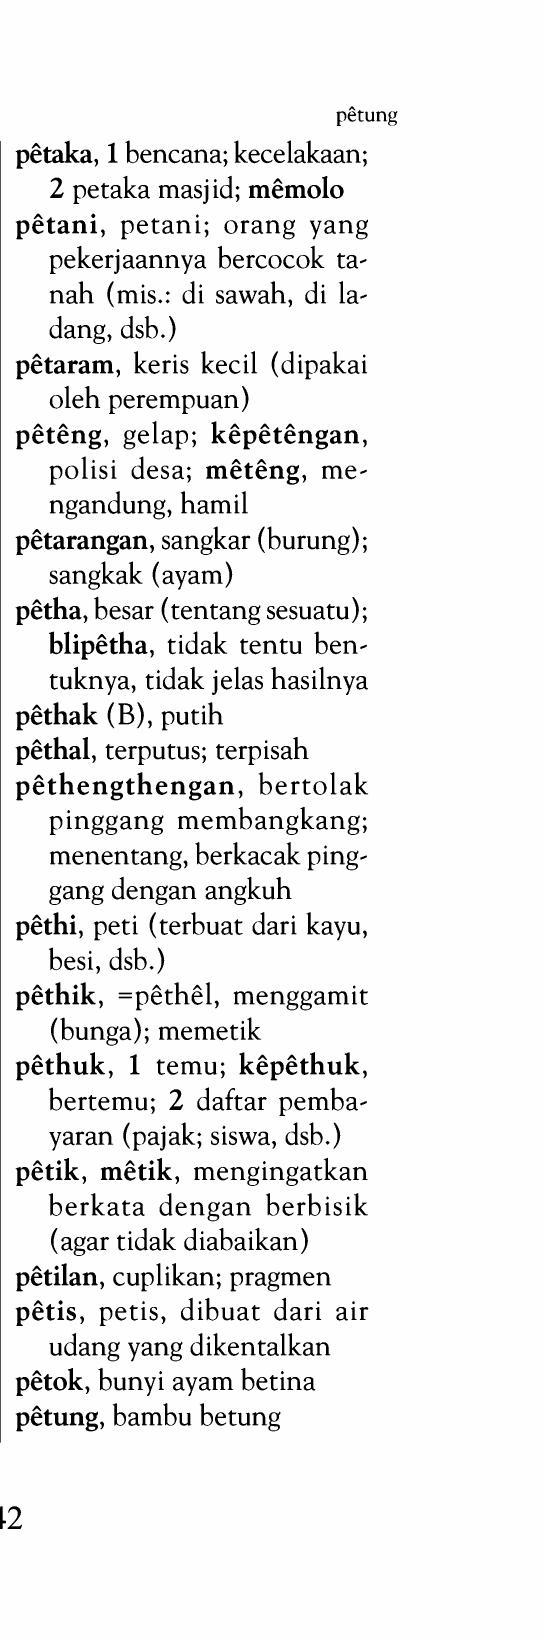 pêtung
pêtaka, 1 bencana; kecelakaan;
2 petaka masjid; mêmolo
pêtani, petani; orang yang
pekerjaannya bercocok ta-
nah (mis.: di sawah, di la-
dang, dsb.)
pêtaram, keris kecil (dipakai
oleh perempuan)
pêtêng, gelap; kêpêtêngan,
polisi desa; mêtêng, me-
ngandung, hamil
pêtarangan, sangkar (burung);
sangkak (ayam)
pêtha, besar (tentang sesuatu);
blipêtha, tidak tentu ben-
tuknya, tidak jelas hasilnya
pêthak (B), putih
pêthal, terputus; terpisah
pêthengthengan, bertolak
pinggang membangkang;
menentang, berkacak ping-
gang dengan angkuh
pêthi, peti (terbuat dari kayu,
besi, dsb.)
pêthik, =pêthêl, menggamit
(bunga); memetik
pêthuk, 1 temu; kêpêthuk,
bertemu; 2 daftar pemba-
yaran (pajak; siswa, dsb.)
pêtik, mêtik, mengingatkan
berkata dengan berbisik
(agar tidak diabaikan)
pêtilan, cuplikan; pragmen
pêtis, petis, dibuat dari air
udang yang dikentalkan
pêtok, bunyi ayam betina
pêtung, bambu betung
42